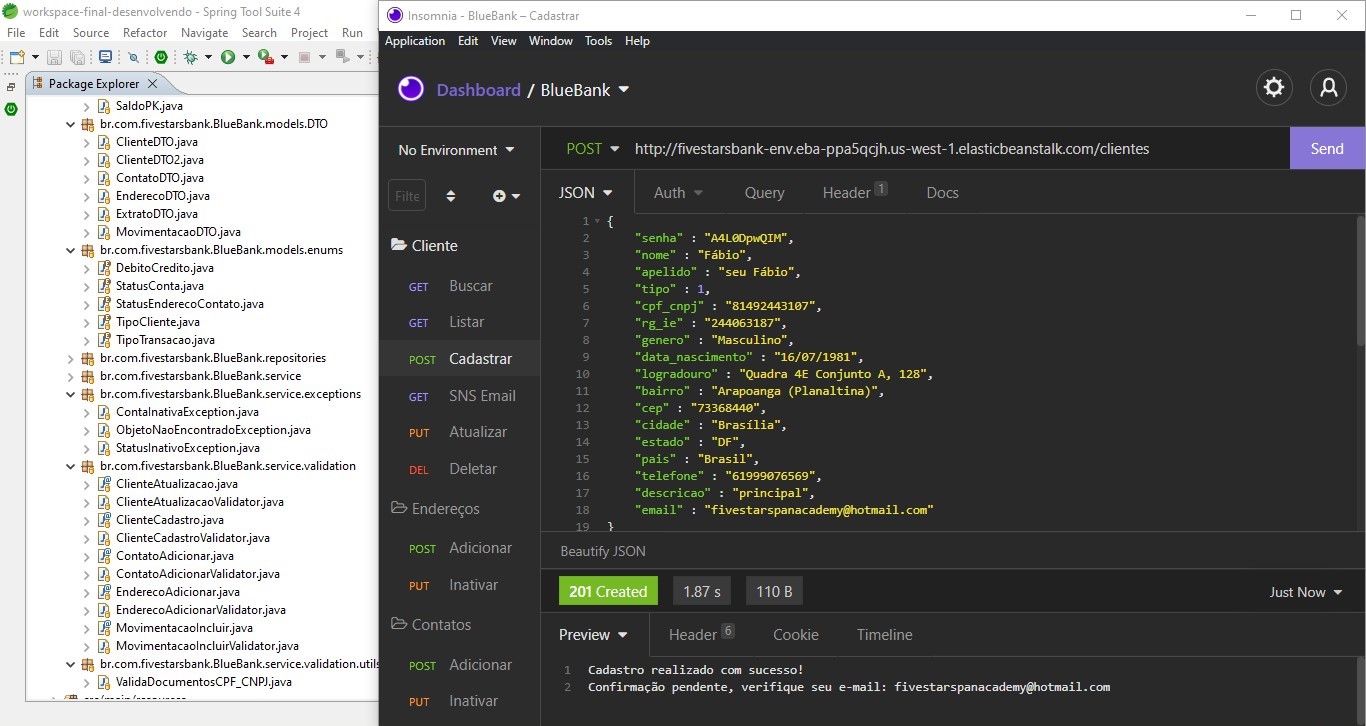 workspace-final-desenvolvendo - Spring Tool Suite 4
File Edit Source Refactor Navigate Search Project Run
Package Explorer
SaldoPK.java
br.com.fivestarsbank.BlueBank.models.DTO
ClienteDTO.java
ClienteDTO2.java
ContatoDTO.java
EnderecoDTO.java
ExtratoDTO.java
MovimentacaoDTO.java
br.com.fivestarsbank.BlueBank.models.enums
DebitoCredito.java
StatusConta.java
StatusEnderecoContato.java
TipoCliente.java
TipoTransacao.java
br.com.fivestarsbank.BlueBank.repositories
br.com.fivestarsbank.BlueBank.service
br.com.fivestarsbank.BlueBank.service.exceptions
ContaInativaException.java
ObjetoNaoEncontradoException.java
StatusInativoException.java
br.com.fivestarsbank.BlueBank.service.validation
ClienteAtualizacao.java
ClienteAtualizacaoValidator.java
ClienteCadastro.java
ClienteCadastroValidator.java
ContatoAdicionar.java
ContatoAdicionarValidator.java
EnderecoAdicionar.java
EnderecoAdicionarValidator.java
MovimentacaoIncluir.java
MovimentacaoIncluirValidator.java
br.com.fivestarsbank.BlueBank.service.validation.utils
ValidaDocumentosCPF_CNPJ.java
src/main/resources
Insomnia - BlueBank – Cadastrar
Application Edit View Window Tools Help
Dashboard / BlueBank
No Environment
Filte
Cliente
GET Buscar
GET Listar
POST Cadastrar
GET SNS Email
PUT Atualizar
DEL Deletar
Endereços
POST Adicionar
PUT Inativar
Contatos
POST Adicionar
PUT Inativar
POST http://fivestarsbank-env.eba-ppa5qcjh.us-west-1.elasticbeanstalk.com/clientes Send
JSON Auth Query Header 1 Docs
1 {
2 "senha" : "A4L0DpwQIM",
3 "nome" : "Fábio",
4 "apelido" : "seu Fábio",
5 "tipo" : 1,
6 "cpf_cnpj" : "81492443107",
7 "rg_ie" : "244063187",
8 "genero" : "Masculino",
9 "data_nascimento" : "16/07/1981",
10 "logradouro" : "Quadra 4E Conjunto A, 128",
11 "bairro" : "Arapoanga (Planaltina)",
12 "cep" : "73368440",
13 "cidade" : "Brasília",
14 "estado" : "DF",
15 "pais" : "Brasil",
16 "telefone" : "61999076569",
17 "descricao" : "principal",
18 "email" : "fivestarspanacademy@hotmail.com"
19 }
Beautify JSON
201 Created 1.87 s 110 B Just Now
Preview Header 6 Cookie Timeline
1 Cadastro realizado com sucesso!
2 Confirmação pendente, verifique seu e-mail: fivestarspanacademy@hotmail.com